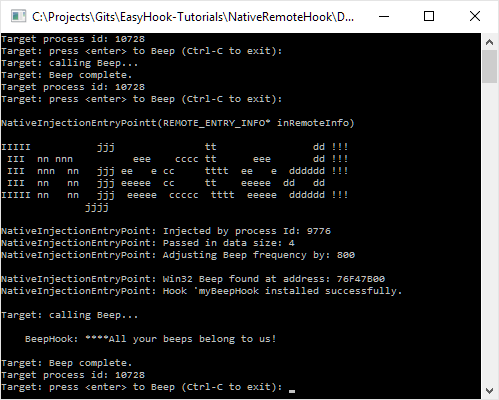 C:\Projects\Gits\EasyHook-Tutorials\NativeRemoteHook\D...
Target process id: 10728
Target: press <enter> to Beep (Ctrl-C to exit):
Target: calling Beep...
Target: Beep complete.
Target process id: 10728
Target: press <enter> to Beep (Ctrl-C to exit):
NativeInjectionEntryPointt(REMOTE_ENTRY_INFO* inRemoteInfo)
IIIII           jjj               tt                dd !!!
 III  nn nnn          eee    cccc tt      eee       dd !!!
 III  nnn  nn   jjj ee   e cc     tttt  ee   e  dddddd !!!
 III  nn   nn   jjj eeeee  cc     tt    eeeee  dd   dd
IIIII nn   nn   jjj  eeeee  ccccc  tttt  eeeee  dddddd !!!
              jjjj
NativeInjectionEntryPoint: Injected by process Id: 9776
NativeInjectionEntryPoint: Passed in data size: 4
NativeInjectionEntryPoint: Adjusting Beep frequency by: 800
NativeInjectionEntryPoint: Win32 Beep found at address: 76F47B00
NativeInjectionEntryPoint: Hook 'myBeepHook installed successfully.
Target: calling Beep...
BeepHook: ****All your beeps belong to us!
Target: Beep complete.
Target process id: 10728
Target: press <enter> to Beep (Ctrl-C to exit): _